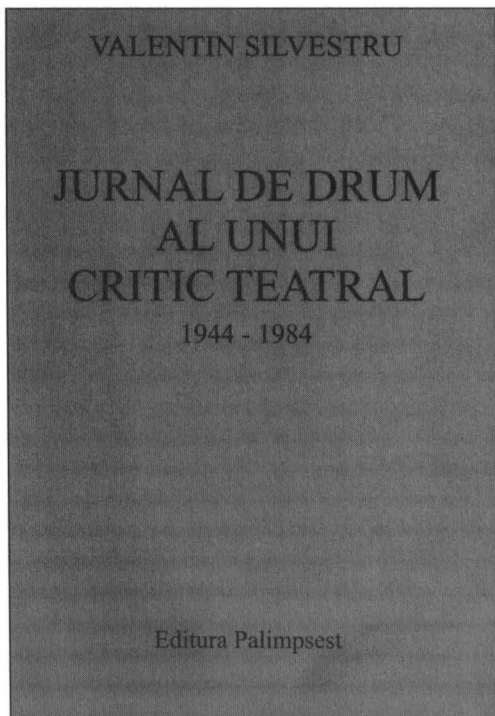 VALENTIN SILVESTRU
JURNAL DE DRUM
AL UNUI
CRITIC TEATRAL
1944 - 1984
Editura Palimpsest